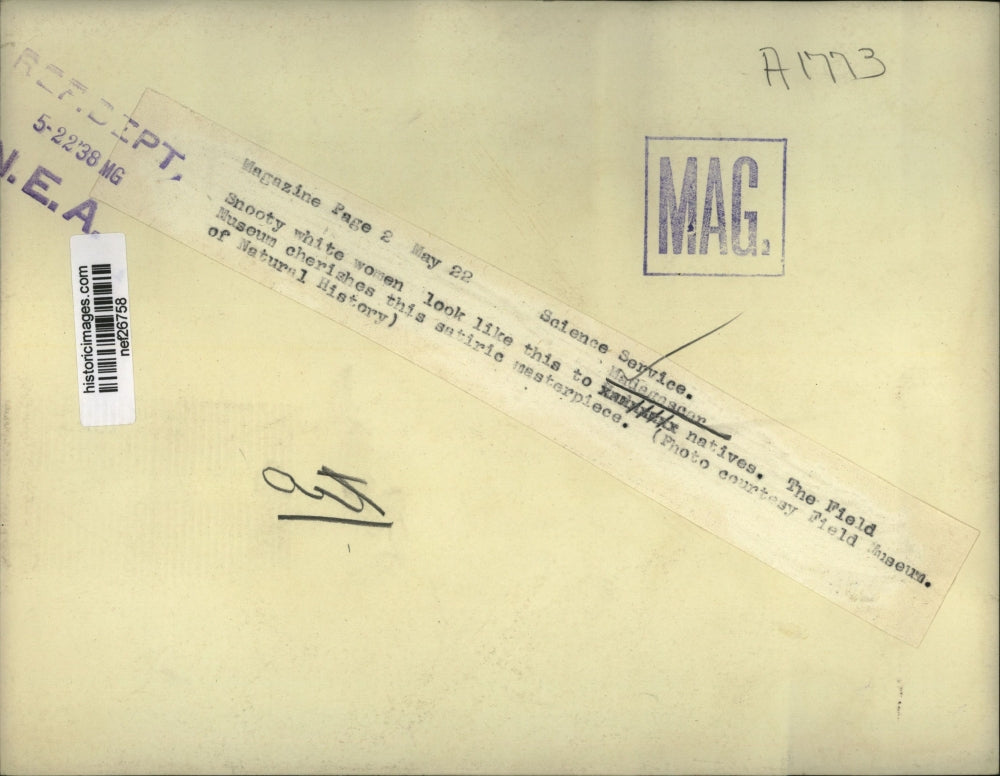 A1773
REF. DEPT.
5-22'38 MG
N.E.A.
MAG.
historicimages.com
nef26758
Magazine Page 2 May 22 Science Service.
Madagascar
Snooty white women look like this to natives. The Field
Museum cherishes this satiric masterpiece. (Photo courtesy Field Museum.
of Natural History)